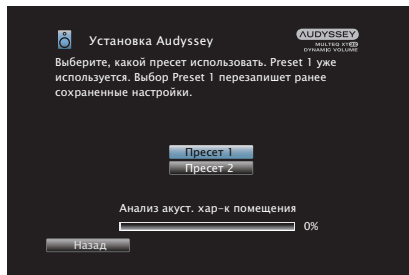 Установка Audyssey
AUDYSSEY
MULTEQ XT32
DYNAMIC VOLUME
Выберите, какой пресет использовать. Preset 1 уже
используется. Выбор Preset 1 перезапишет ранее
сохраненные настройки.
Пресет 1
Пресет 2
Анализ акуст. хар-к помещения
0%
Назад